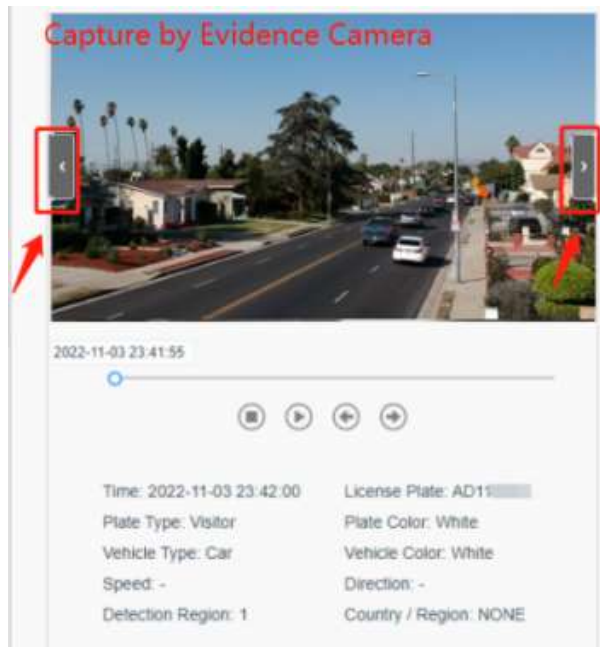 Capture by Evidence Camera
2022-11-03 23:41:55
Time: 2022-11-03 23:42:00
License Plate: AD11
Plate Type: Visitor
Plate Color: White
Vehicle Type: Car
Vehicle Color: White
Speed: -
Direction: -
Detection Region: 1
Country / Region: NONE